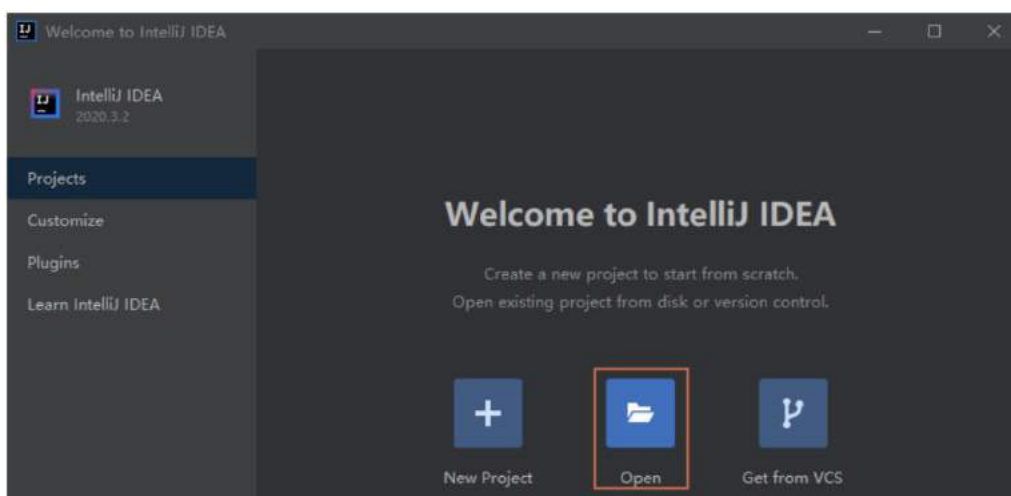 Welcome to IntelliJ IDEA
IntelliJ IDEA
2020.3.2
Projects
Customize
Plugins
Learn IntelliJ IDEA
Welcome to IntelliJ IDEA
Create a new project to start from scratch.
Open existing project from disk or version control.
New Project
Open
Get from VCS